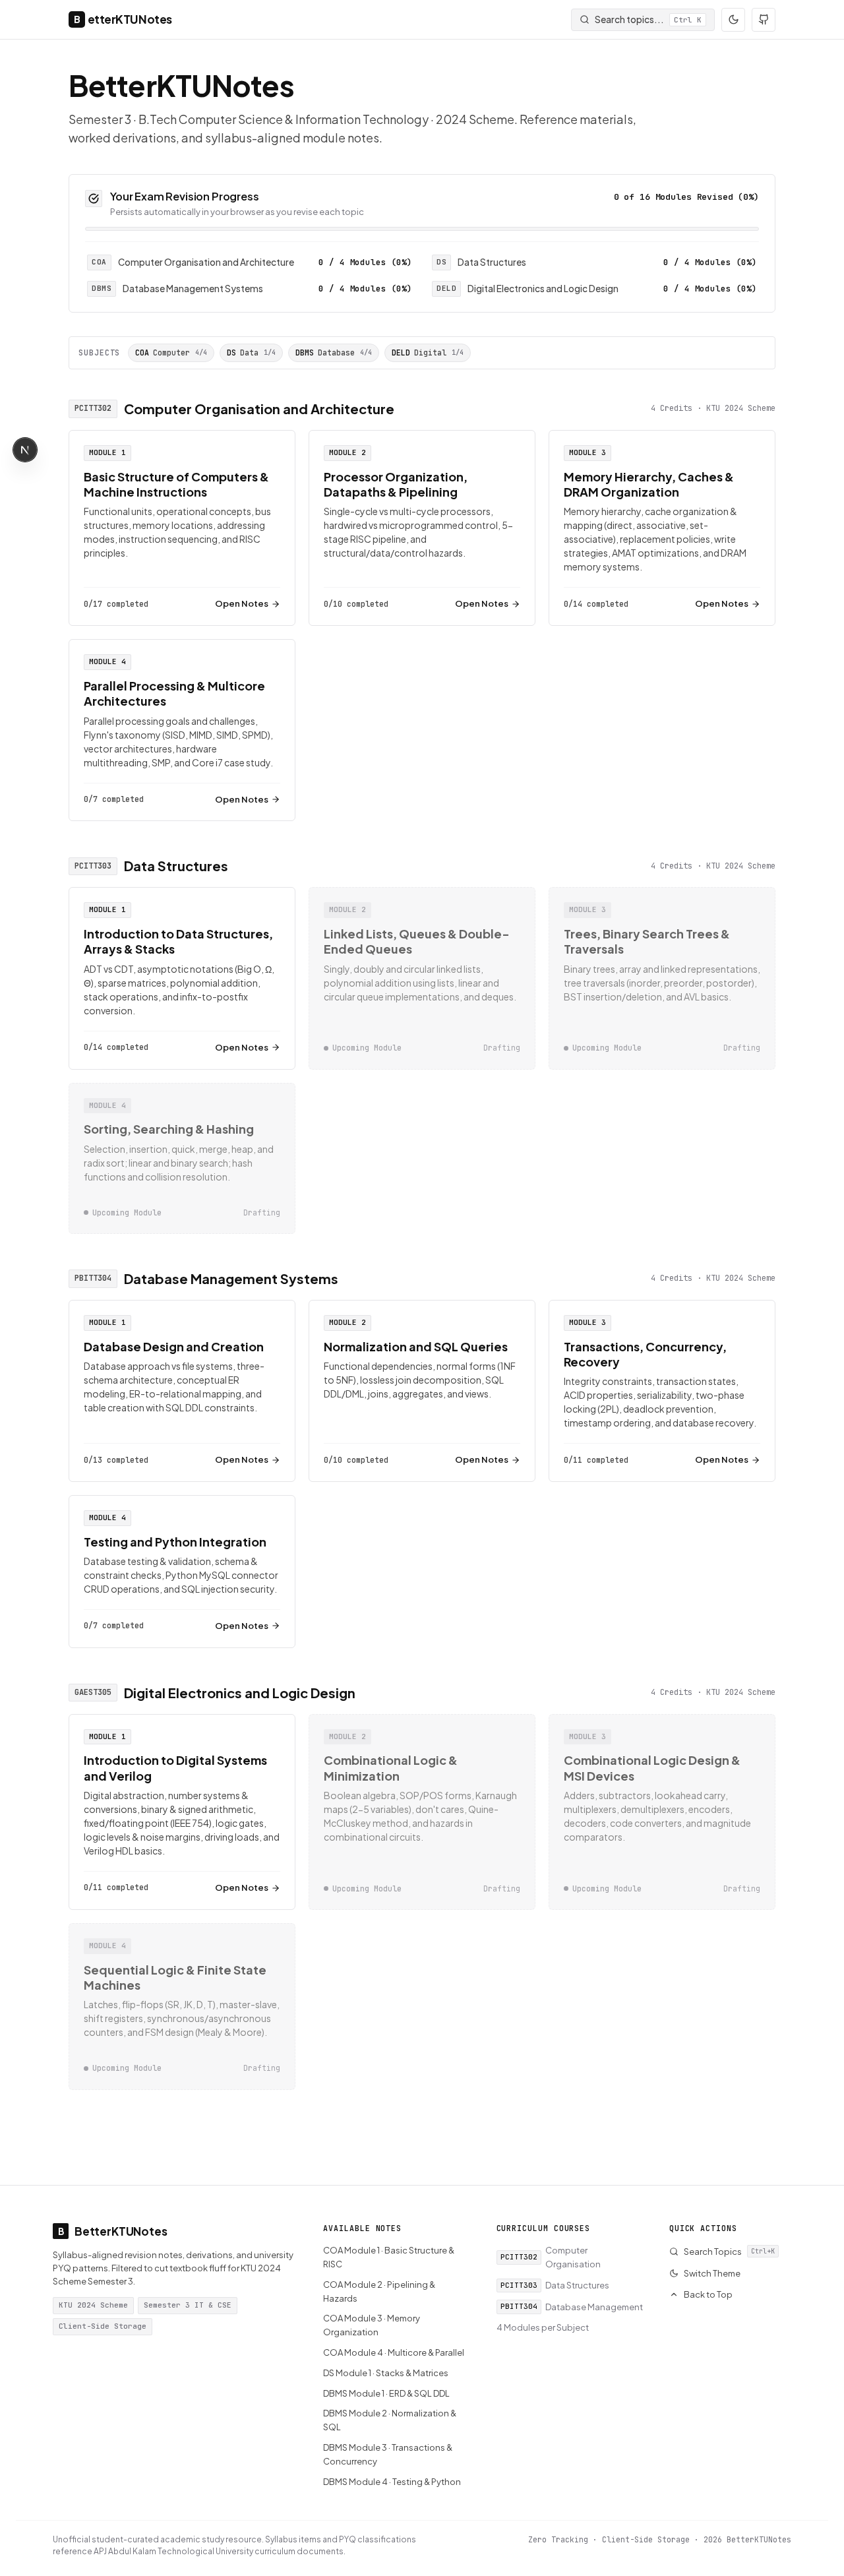 B etterKTUNotes
Search topics... Ctrl K
BetterKTUNotes
Semester 3 · B.Tech Computer Science & Information Technology · 2024 Scheme. Reference materials,
worked derivations, and syllabus-aligned module notes.
Your Exam Revision Progress
0 of 16 Modules Revised (0%)
Persists automatically in your browser as you revise each topic
COA Computer Organisation and Architecture 0 / 4 Modules (0%)
DS Data Structures 0 / 4 Modules (0%)
DBMS Database Management Systems 0 / 4 Modules (0%)
DELD Digital Electronics and Logic Design 0 / 4 Modules (0%)
SUBJECTS COA Computer 4/4 DS Data 1/4 DBMS Database 4/4 DELD Digital 1/4
PCITT302 Computer Organisation and Architecture 4 Credits · KTU 2024 Scheme
N
MODULE 1
Basic Structure of Computers &
Machine Instructions
Functional units, operational concepts, bus
structures, memory locations, addressing
modes, instruction sequencing, and RISC
principles.
0/17 completed Open Notes →
MODULE 2
Processor Organization,
Datapaths & Pipelining
Single-cycle vs multi-cycle processors,
hardwired vs microprogrammed control, 5-
stage RISC pipeline, and
structural/data/control hazards.
0/10 completed Open Notes →
MODULE 3
Memory Hierarchy, Caches &
DRAM Organization
Memory hierarchy, cache organization &
mapping (direct, associative, set-
associative), replacement policies, write
strategies, AMAT optimizations, and DRAM
memory systems.
0/14 completed Open Notes →
MODULE 4
Parallel Processing & Multicore
Architectures
Parallel processing goals and challenges,
Flynn's taxonomy (SISD, MIMD, SIMD, SPMD),
vector architectures, hardware
multithreading, SMP, and Core i7 case study.
0/7 completed Open Notes →
PCITT303 Data Structures 4 Credits · KTU 2024 Scheme
MODULE 1
Introduction to Data Structures,
Arrays & Stacks
ADT vs CDT, asymptotic notations (Big O, Ω,
Θ), sparse matrices, polynomial addition,
stack operations, and infix-to-postfix
conversion.
0/14 completed Open Notes →
MODULE 2
Linked Lists, Queues & Double-
Ended Queues
Singly, doubly and circular linked lists,
polynomial addition using lists, linear and
circular queue implementations, and deques.
Upcoming Module Drafting
MODULE 3
Trees, Binary Search Trees &
Traversals
Binary trees, array and linked representations,
tree traversals (inorder, preorder, postorder),
BST insertion/deletion, and AVL basics.
Upcoming Module Drafting
MODULE 4
Sorting, Searching & Hashing
Selection, insertion, quick, merge, heap, and
radix sort; linear and binary search; hash
functions and collision resolution.
Upcoming Module Drafting
PBITT304 Database Management Systems 4 Credits · KTU 2024 Scheme
MODULE 1
Database Design and Creation
Database approach vs file systems, three-
schema architecture, conceptual ER
modeling, ER-to-relational mapping, and
table creation with SQL DDL constraints.
0/13 completed Open Notes →
MODULE 2
Normalization and SQL Queries
Functional dependencies, normal forms (1NF
to 5NF), lossless join decomposition, SQL
DDL/DML, joins, aggregates, and views.
0/10 completed Open Notes →
MODULE 3
Transactions, Concurrency,
Recovery
Integrity constraints, transaction states,
ACID properties, serializability, two-phase
locking (2PL), deadlock prevention,
timestamp ordering, and database recovery.
0/11 completed Open Notes →
MODULE 4
Testing and Python Integration
Database testing & validation, schema &
constraint checks, Python MySQL connector
CRUD operations, and SQL injection security.
0/7 completed Open Notes →
GAEST305 Digital Electronics and Logic Design 4 Credits · KTU 2024 Scheme
MODULE 1
Introduction to Digital Systems
and Verilog
Digital abstraction, number systems &
conversions, binary & signed arithmetic,
fixed/floating point (IEEE 754), logic gates,
logic levels & noise margins, driving loads, and
Verilog HDL basics.
0/11 completed Open Notes →
MODULE 2
Combinational Logic &
Minimization
Boolean algebra, SOP/POS forms, Karnaugh
maps (2-5 variables), don't cares, Quine-
McCluskey method, and hazards in
combinational circuits.
Upcoming Module Drafting
MODULE 3
Combinational Logic Design &
MSI Devices
Adders, subtractors, lookahead carry,
multiplexers, demultiplexers, encoders,
decoders, code converters, and magnitude
comparators.
Upcoming Module Drafting
MODULE 4
Sequential Logic & Finite State
Machines
Latches, flip-flops (SR, JK, D, T), master-slave,
shift registers, synchronous/asynchronous
counters, and FSM design (Mealy & Moore).
Upcoming Module Drafting
B BetterKTUNotes
Syllabus-aligned revision notes, derivations, and university
PYQ patterns. Filtered to cut textbook fluff for KTU 2024
Scheme Semester 3.
KTU 2024 Scheme Semester 3 IT & CSE
Client-Side Storage
AVAILABLE NOTES
COA Module 1 · Basic Structure &
RISC
COA Module 2 · Pipelining &
Hazards
COA Module 3 · Memory
Organization
COA Module 4 · Multicore & Parallel
DS Module 1 · Stacks & Matrices
DBMS Module 1 · ERD & SQL DDL
DBMS Module 2 · Normalization &
SQL
DBMS Module 3 · Transactions &
Concurrency
DBMS Module 4 · Testing & Python
CURRICULUM COURSES
PCITT302 Computer
Organisation
PCITT303 Data Structures
PBITT304 Database Management
4 Modules per Subject
QUICK ACTIONS
Search Topics Ctrl+K
Switch Theme
Back to Top
Unofficial student-curated academic study resource. Syllabus items and PYQ classifications
reference APJ Abdul Kalam Technological University curriculum documents.
Zero Tracking · Client-Side Storage · 2026 BetterKTUNotes